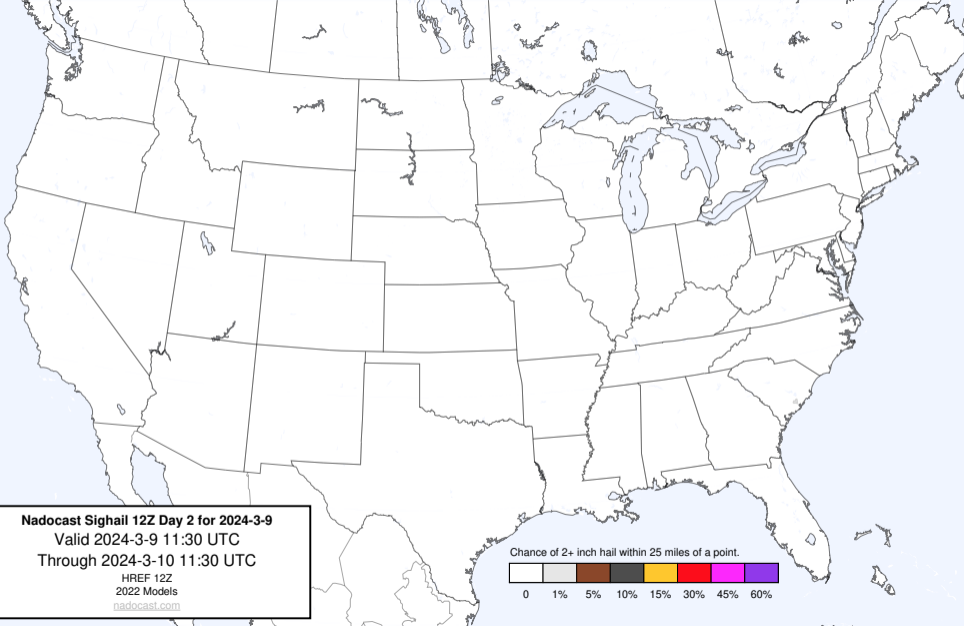 Nadocast Sighail 12Z Day 2 for 2024-3-9
Valid 2024-3-9 11:30 UTC
Through 2024-3-10 11:30 UTC
HREF 12Z
2022 Models
nadocast.com
Chance of 2+ inch hail within 25 miles of a point.
0 1% 5% 10% 15% 30% 45% 60%